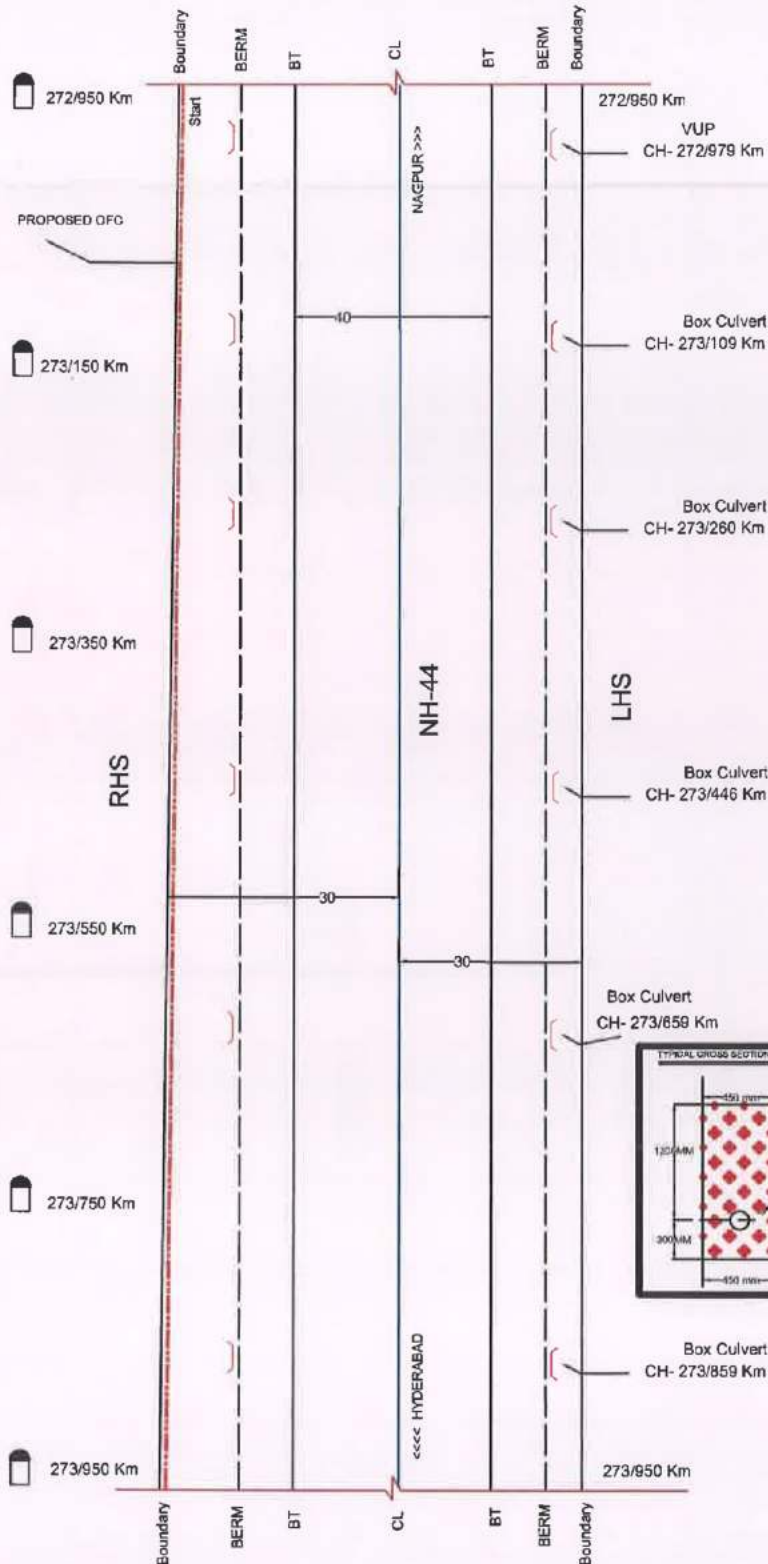 Boundary
BERM
BT
CL
BT
BERM
Boundary
272/950 Km
Start
272/950 Km
NAGPUR >>>
VUP
CH- 272/979 Km
PROPOSED OFC
40
Box Culvert
CH- 273/109 Km
273/150 Km
Box Culvert
CH- 273/260 Km
273/350 Km
NH-44
LHS
RHS
Box Culvert
CH- 273/446 Km
30
273/550 Km
30
Box Culvert
CH- 273/659 Km
TYPICAL CROSS SECTION
450 mm
273/750 Km
300 MM
450 mm
Box Culvert
CH- 273/859 Km
<<<< HYDERABAD
273/950 Km
273/950 Km
Boundary
BERM
BT
CL
BT
BERM
Boundary